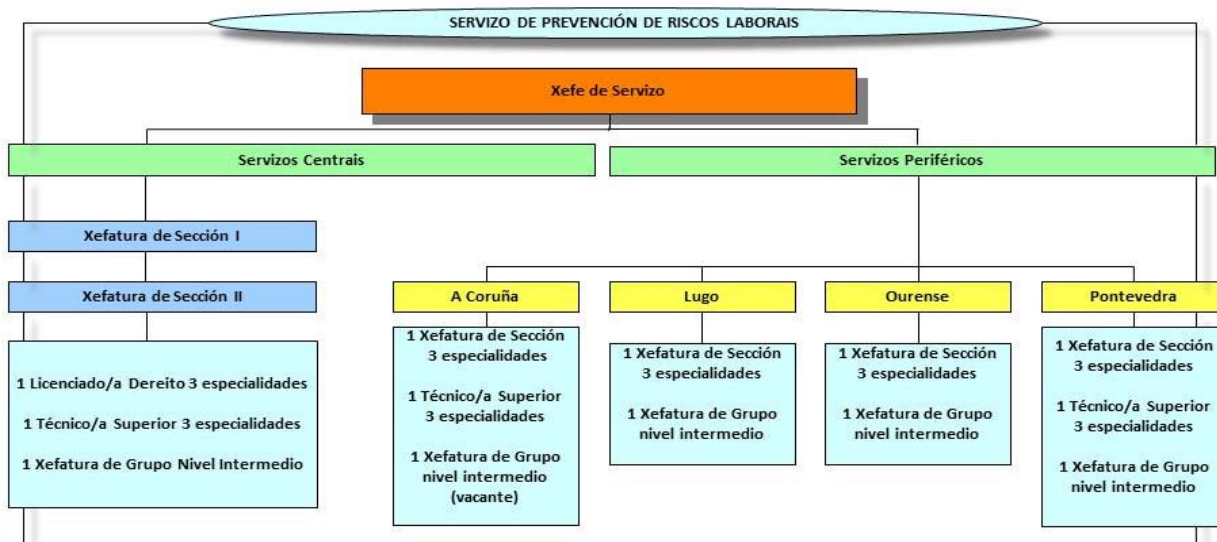 SERVIZO DE PREVENCIÓN DE RISCOS LABORAIS
Xefe de Servizo
Servizos Centrais
Servizos Periféricos
Xefatura de Sección I
Xefatura de Sección II
1 Licenciado/a Dereito 3 especialidades
1 Técnico/a Superior 3 especialidades
1 Xefatura de Grupo Nivel Intermedio
A Coruña
1 Xefatura de Sección
3 especialidades
1 Técnico/a Superior
3 especialidades
1 Xefatura de Grupo
nivel intermedio
(vacante)
Lugo
1 Xefatura de Sección
3 especialidades
1 Xefatura de Grupo
nivel intermedio
Ourense
1 Xefatura de Sección
3 especialidades
1 Xefatura de Grupo
nivel intermedio
Pontevedra
1 Xefatura de Sección
3 especialidades
1 Técnico/a Superior
3 especialidades
1 Xefatura de Grupo
nivel intermedio